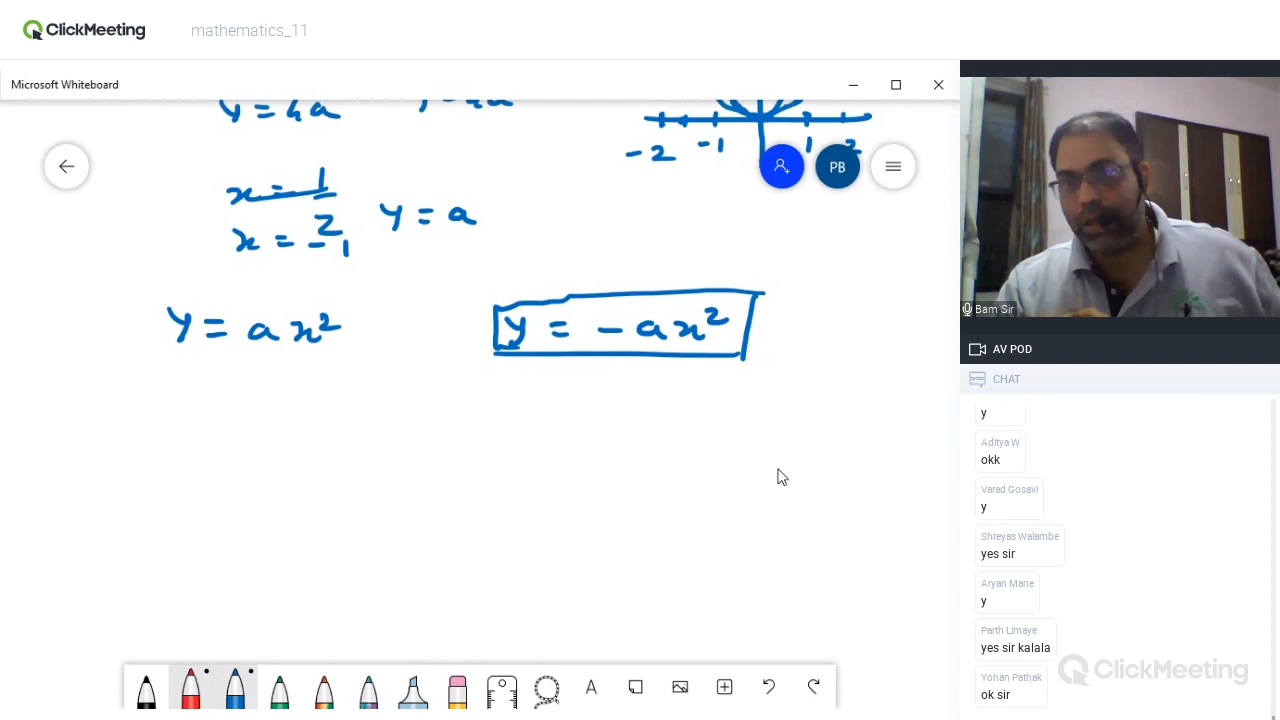 ClickMeeting mathematics_11
Microsoft Whiteboard
y = 4a
-2 -1 1 2
PB
x = 1
x = -1
2
y = a
y = ax²
y = -ax²
Bam Sir
AV POD
CHAT
y
Aditya W
okk
Varad Gosavi
y
Shreyas Walambe
yes sir
Aryan Mane
y
Parth Limaye
yes sir kalala
Yohan Pathak
ok sir
ClickMeeting
A